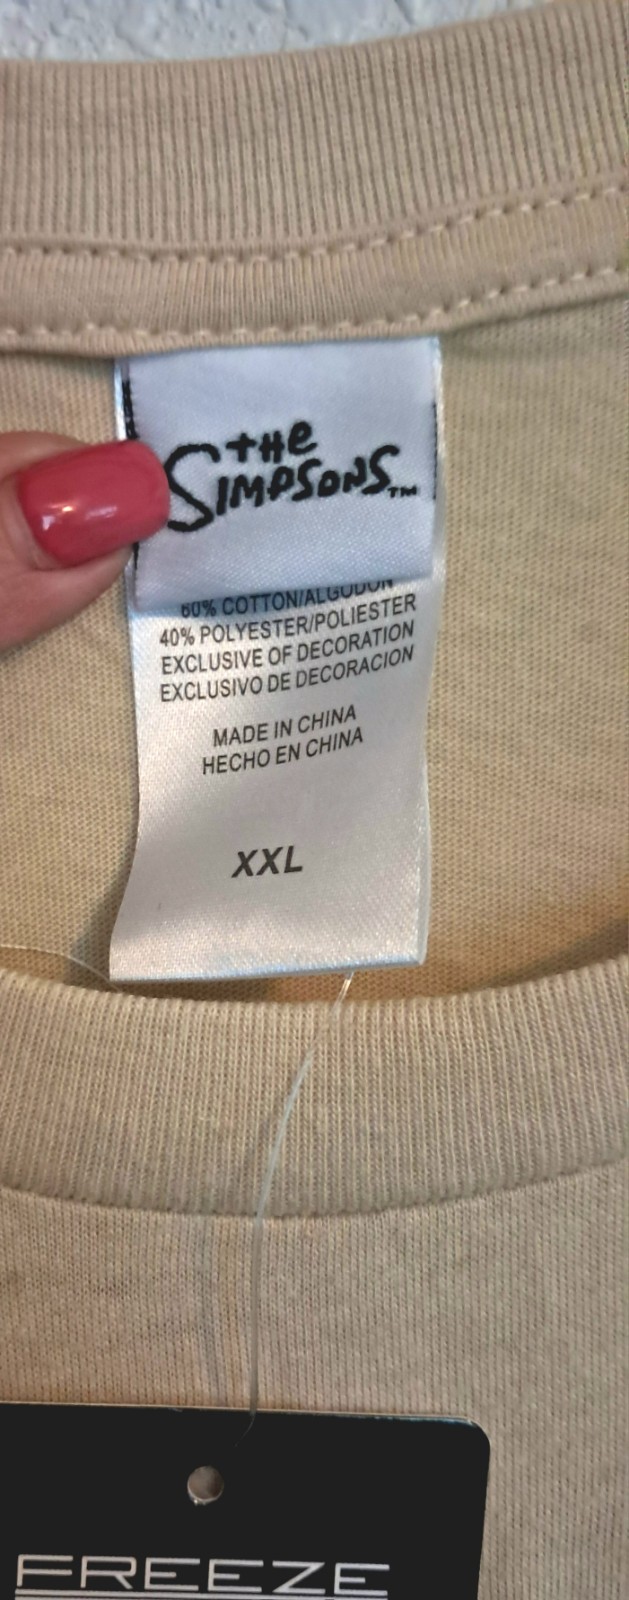 THE
SIMPSONS™
60% COTTON/ALGODON
40% POLYESTER/POLIESTER
EXCLUSIVE OF DECORATION
EXCLUSIVO DE DECORACION
MADE IN CHINA
HECHO EN CHINA
XXL
FREEZE